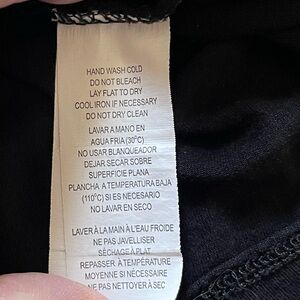 HAND WASH COLD
DO NOT BLEACH
LAY FLAT TO DRY
COOL IRON IF NECESSARY
DO NOT DRY CLEAN
LAVAR A MANO EN
AGUA FRIA (30°C)
NO USAR BLANQUEADOR
DEJAR SECAR SOBRE
SUPERFICIE PLANA
PLANCHA A TEMPERATURA BAJA
(110°C) SI ES NECESARIO
NO LAVAR EN SECO
LAVER À LA MAIN À L'EAU FROIDE
NE PAS JAVELLISER
SÉCHAGE À PLAT
REPASSER À TEMPÉRATURE
MOYENNE SI NÉCESSAIRE
NE PAS NETTOYER À SEC